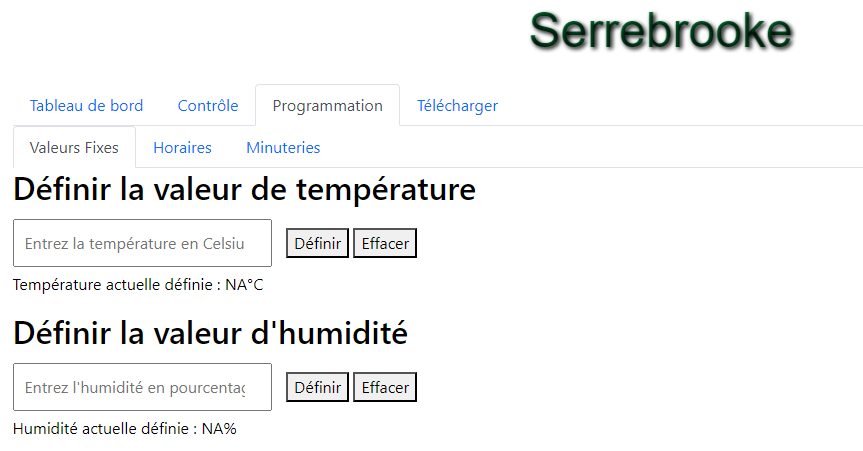 Serrebrooke
Tableau de bord Contrôle Programmation Télécharger
Valeurs Fixes Horaires Minuteries
Définir la valeur de température
Entrez la température en Celsiu Définir Effacer
Température actuelle définie : NA°C
Définir la valeur d'humidité
Entrez l'humidité en pourcentag Définir Effacer
Humidité actuelle définie : NA%